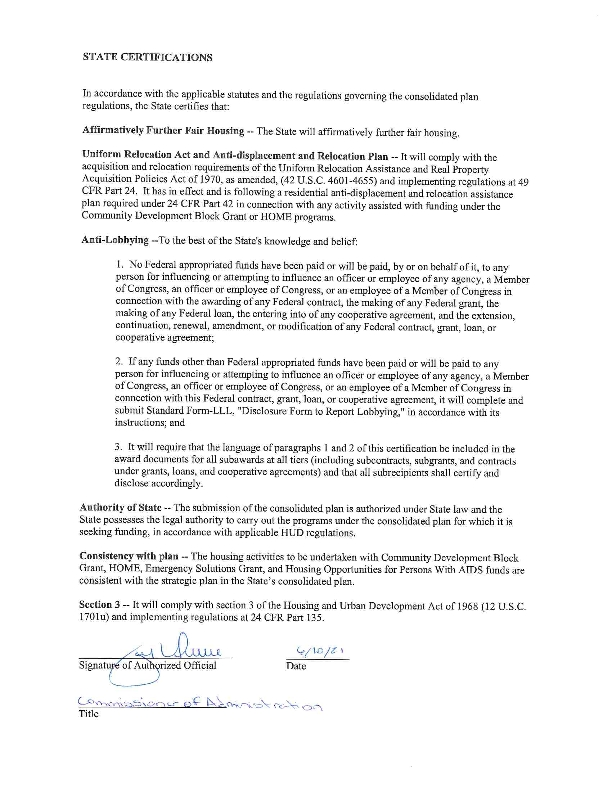 STATE CERTIFICATIONS
In accordance with the applicable statutes and the regulations governing the consolidated plan
regulations, the State certifies that:
Affirmatively Further Fair Housing -- The State will affirmatively further fair housing.
Uniform Relocation Act and Anti-displacement and Relocation Plan -- It will comply with the
acquisition and relocation requirements of the Uniform Relocation Assistance and Real Property
Acquisition Policies Act of 1970, as amended, (42 U.S.C. 4601-4655) and implementing regulations at 49
CFR Part 24. It has in effect and is following a residential anti-displacement and relocation assistance
plan required under 24 CFR Part 42 in connection with any activity assisted with funding under the
Community Development Block Grant or HOME programs.
Anti-Lobbying --To the best of the State's knowledge and belief:
1. No Federal appropriated funds have been paid or will be paid, by or on behalf of it, to any
person for influencing or attempting to influence an officer or employee of any agency, a Member
of Congress, an officer or employee of Congress, or an employee of a Member of Congress in
connection with the awarding of any Federal contract, the making of any Federal grant, the
making of any Federal loan, the entering into of any cooperative agreement, and the extension,
continuation, renewal, amendment, or modification of any Federal contract, grant, loan, or
cooperative agreement;
2. If any funds other than Federal appropriated funds have been paid or will be paid to any
person for influencing or attempting to influence an officer or employee of any agency, a Member
of Congress, an officer or employee of Congress, or an employee of a Member of Congress in
connection with this Federal contract, grant, loan, or cooperative agreement, it will complete and
submit Standard Form-LLL, "Disclosure Form to Report Lobbying," in accordance with its
instructions; and
3. It will require that the language of paragraphs 1 and 2 of this certification be included in the
award documents for all subawards at all tiers (including subcontracts, subgrants, and contracts
under grants, loans, and cooperative agreements) and that all subrecipients shall certify and
disclose accordingly.
Authority of State -- The submission of the consolidated plan is authorized under State law and the
State possesses the legal authority to carry out the programs under the consolidated plan for which it is
seeking funding, in accordance with applicable HUD regulations.
Consistency with plan -- The housing activities to be undertaken with Community Development Block
Grant, HOME, Emergency Solutions Grant, and Housing Opportunities for Persons With AIDS funds are
consistent with the strategic plan in the State's consolidated plan.
Section 3 -- It will comply with section 3 of the Housing and Urban Development Act of 1968 (12 U.S.C.
1701u) and implementing regulations at 24 CFR Part 135.
Signature of Authorized Official Date
Commissioner of Administration
Title